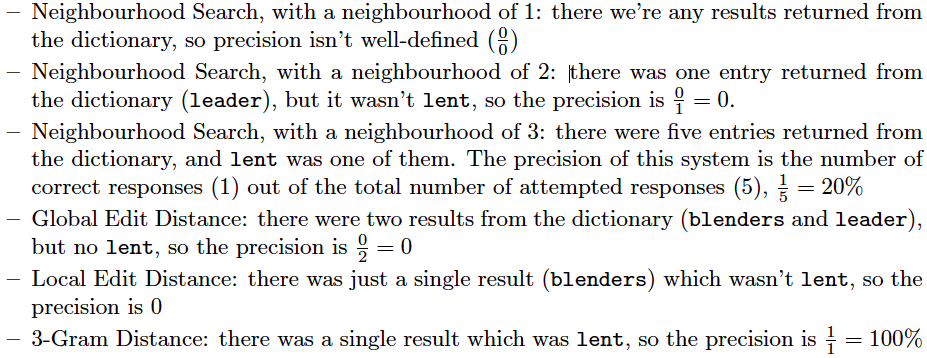 – Neighbourhood Search, with a neighbourhood of 1: there we're any results returned from
the dictionary, so precision isn't well-defined (0/0)
– Neighbourhood Search, with a neighbourhood of 2: there was one entry returned from
the dictionary (leader), but it wasn't lent, so the precision is 0/1 = 0.
– Neighbourhood Search, with a neighbourhood of 3: there were five entries returned from
the dictionary, and lent was one of them. The precision of this system is the number of
correct responses (1) out of the total number of attempted responses (5), 1/5 = 20%
– Global Edit Distance: there were two results from the dictionary (blenders and leader),
but no lent, so the precision is 0/2 = 0
– Local Edit Distance: there was just a single result (blenders) which wasn't lent, so the
precision is 0
– 3-Gram Distance: there was a single result which was lent, so the precision is 1/1 = 100%